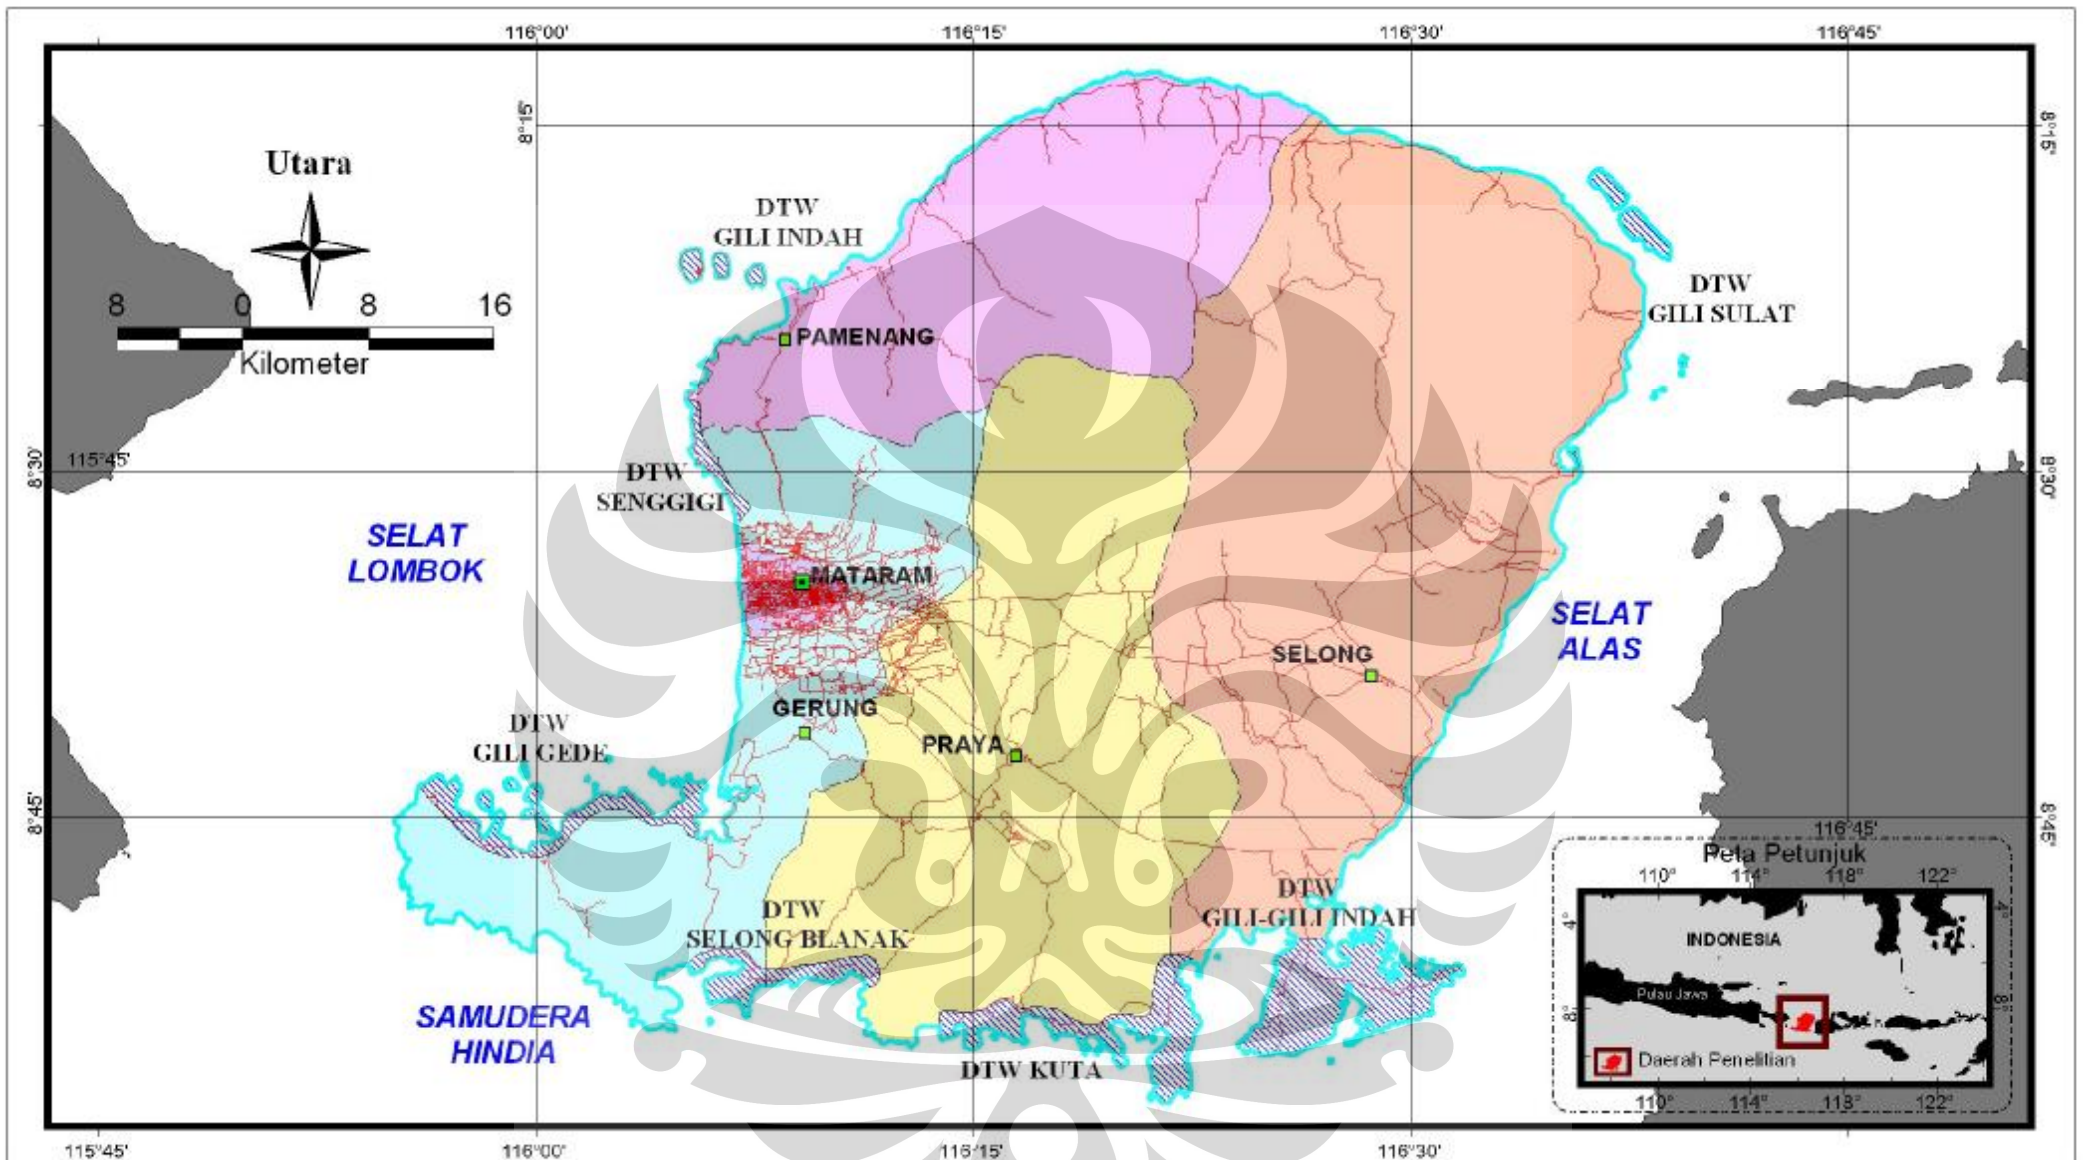 116°00'
116°15'
116°30'
116°45'
8°15'
8°15'
Utara
DTW
GILI INDAH
8 0 8 16
Kilometer
DTW
GILI SULAT
PAMENANG
115°45'
8°30'
8°30'
DTW
SENGGIGI
SELAT
LOMBOK
MATARAM
SELAT
ALAS
SELONG
GERUNG
DTW
GILI GEDE
PRAYA
8°45'
8°45'
116°45'
Peta Petunjuk
110° 114° 118° 122°
4°
4°
INDONESIA
Pulau Jawa
8°
8°
Daerah Penelitian
110° 114° 118° 122°
DTW
GILI-GILI INDAH
DTW
SELONG BLANAK
SAMUDERA
HINDIA
DTW KUTA
115°45'
116°00'
116°15'
116°30'